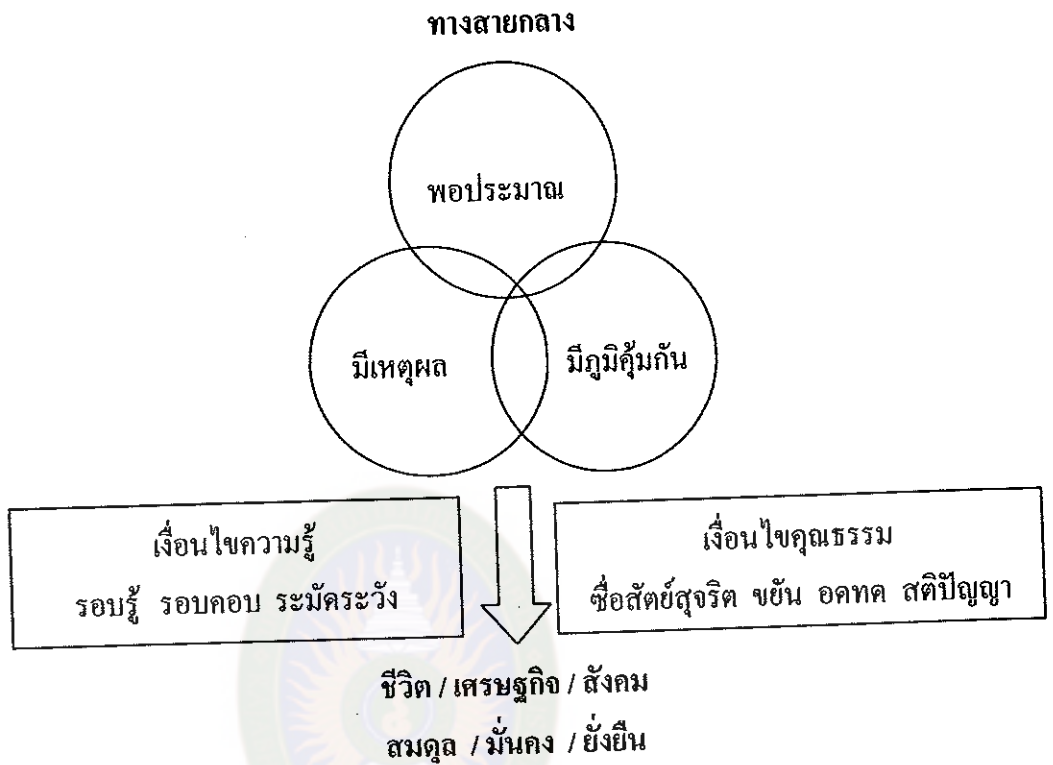 ทางสายกลาง
พอประมาณ
มีเหตุผล
มีภูมิคุ้มกัน
เงื่อนไขความรู้
รอบรู้ รอบคอบ ระมัดระวัง
เงื่อนไขคุณธรรม
ซื่อสัตย์สุจริต ขยัน อดทด สติปัญญา
ชีวิต / เศรษฐกิจ / สังคม
สมดุล / มั่นคง / ยั่งยืน